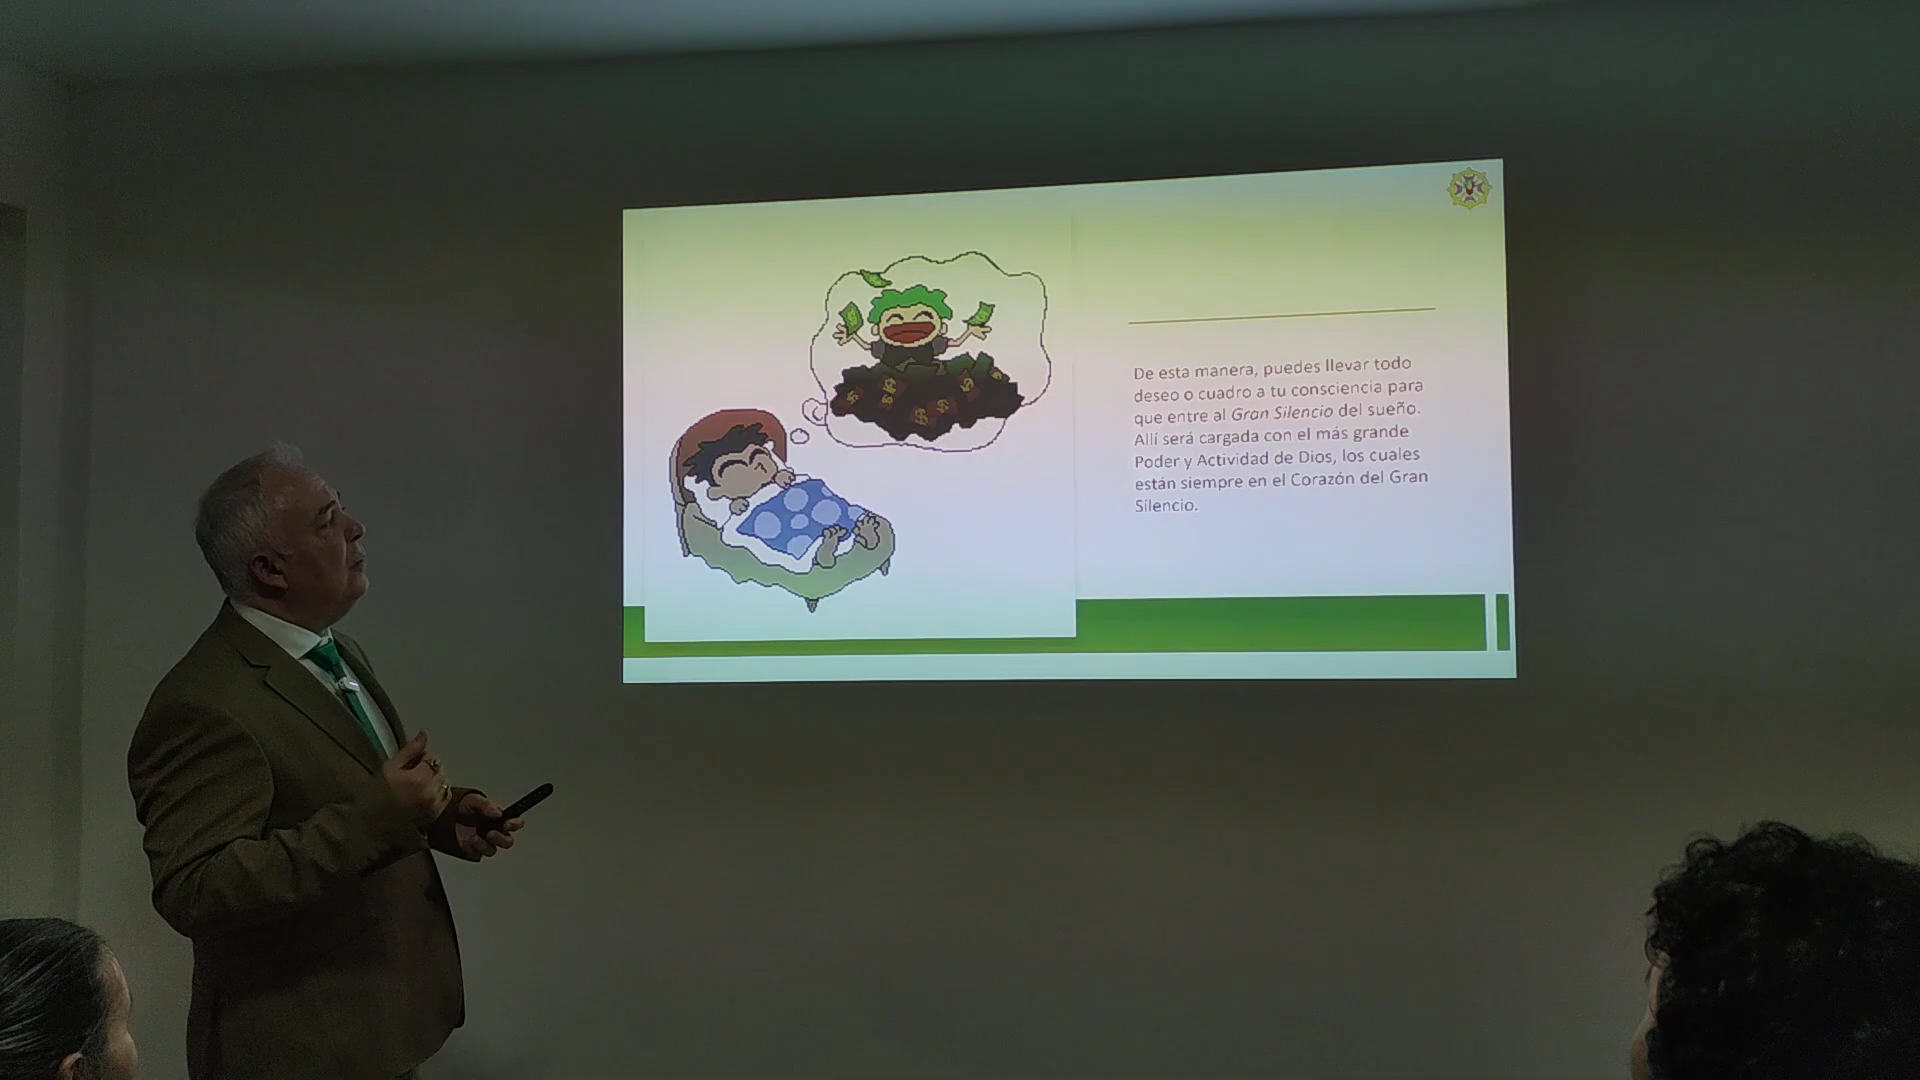 De esta manera, puedes llevar todo
deseo o cuadro a tu consciencia para
que entre al Gran Silencio del sueño.
Allí será cargada con el más grande
Poder y Actividad de Dios, los cuales
están siempre en el Corazón del Gran
Silencio.